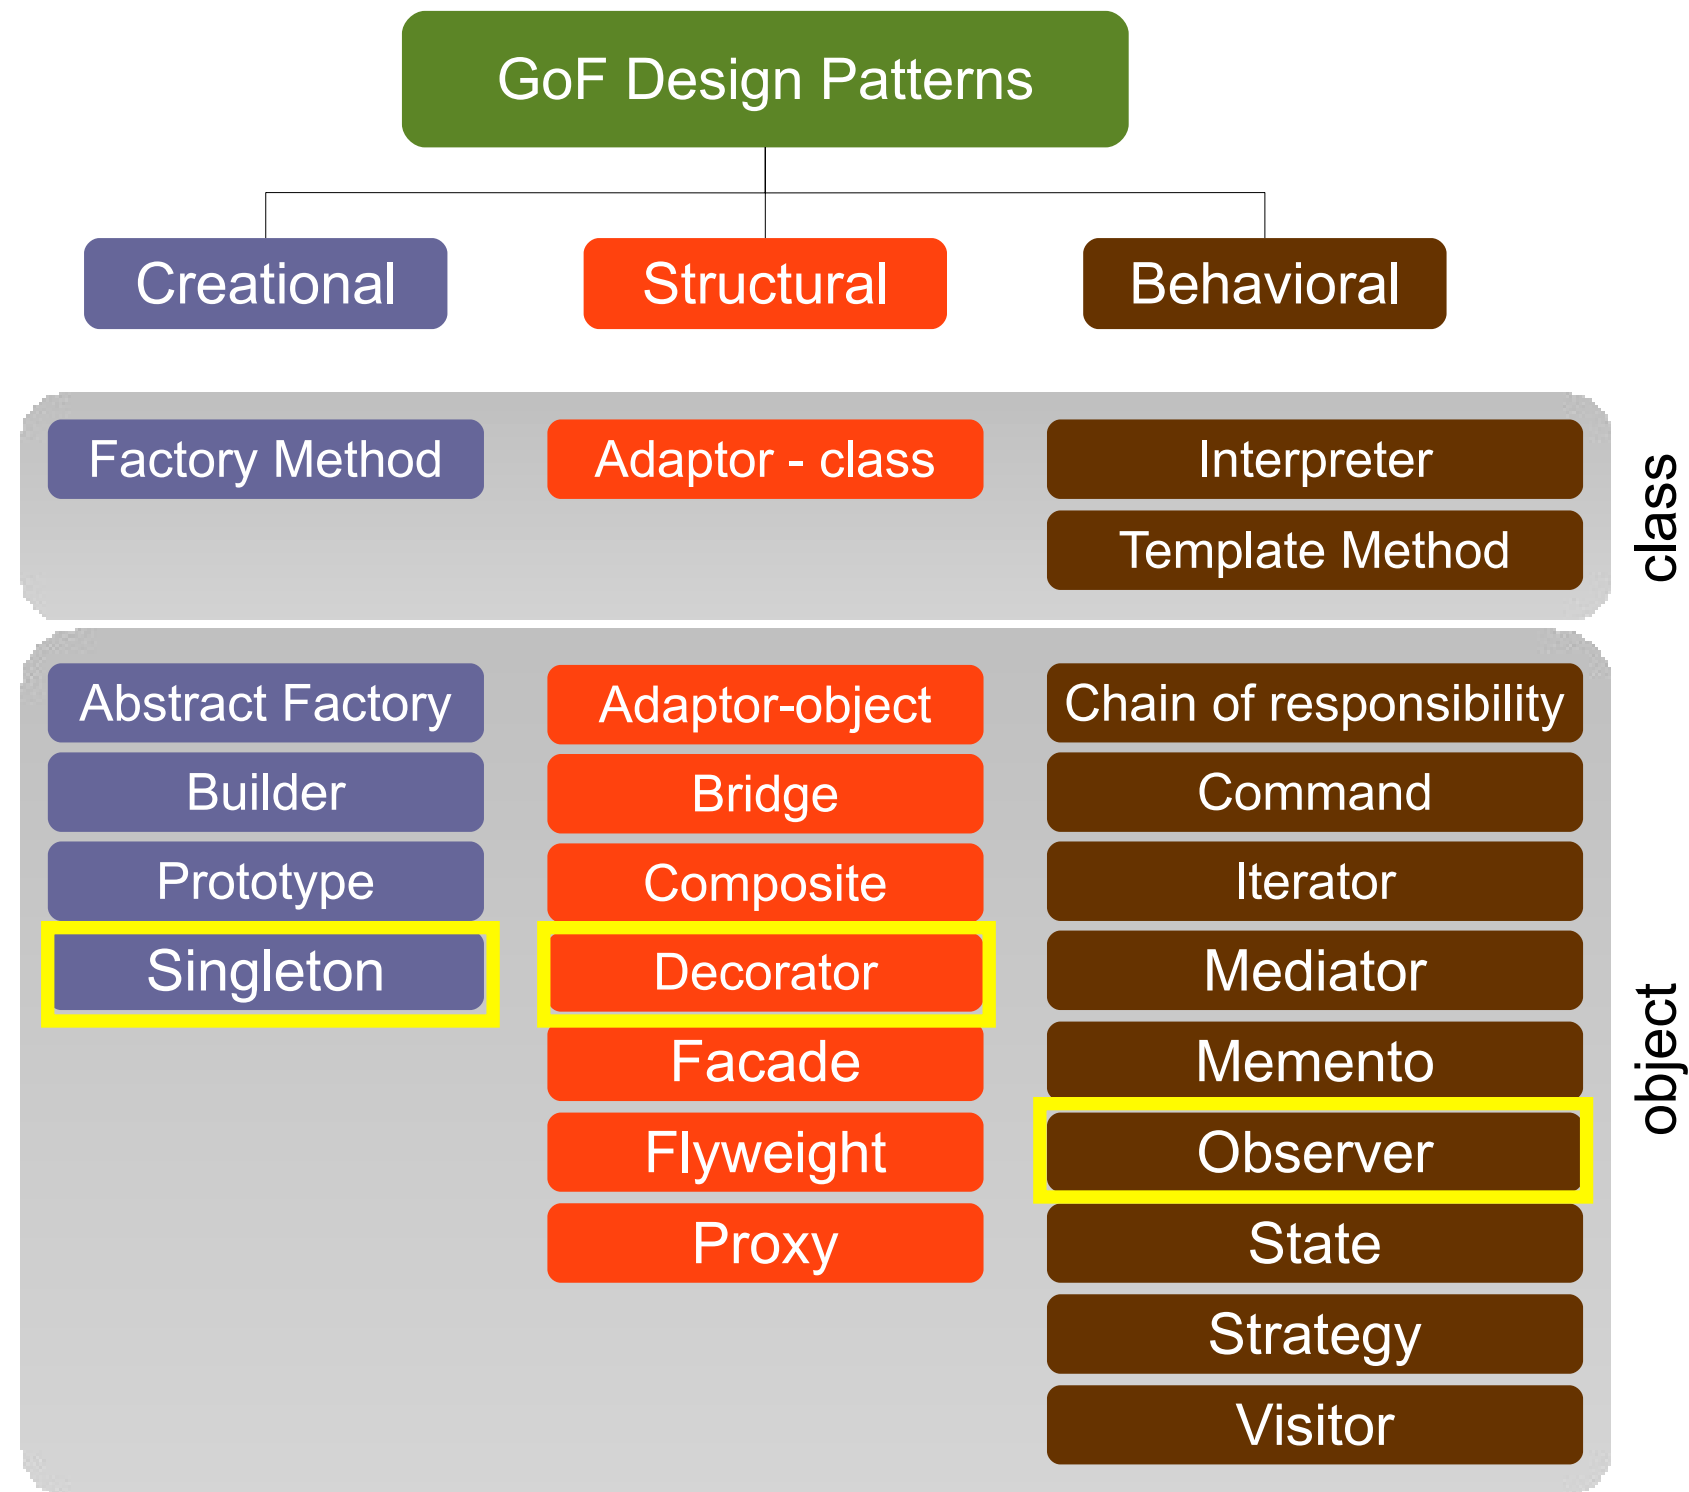 GoF Design Patterns
Creational
Structural
Behavioral
Factory Method
Adaptor - class
Interpreter
Template Method
class
Abstract Factory
Adaptor-object
Chain of responsibility
Builder
Bridge
Command
Prototype
Composite
Iterator
Singleton
Decorator
Mediator
Facade
Memento
Flyweight
Observer
Proxy
State
Strategy
Visitor
object